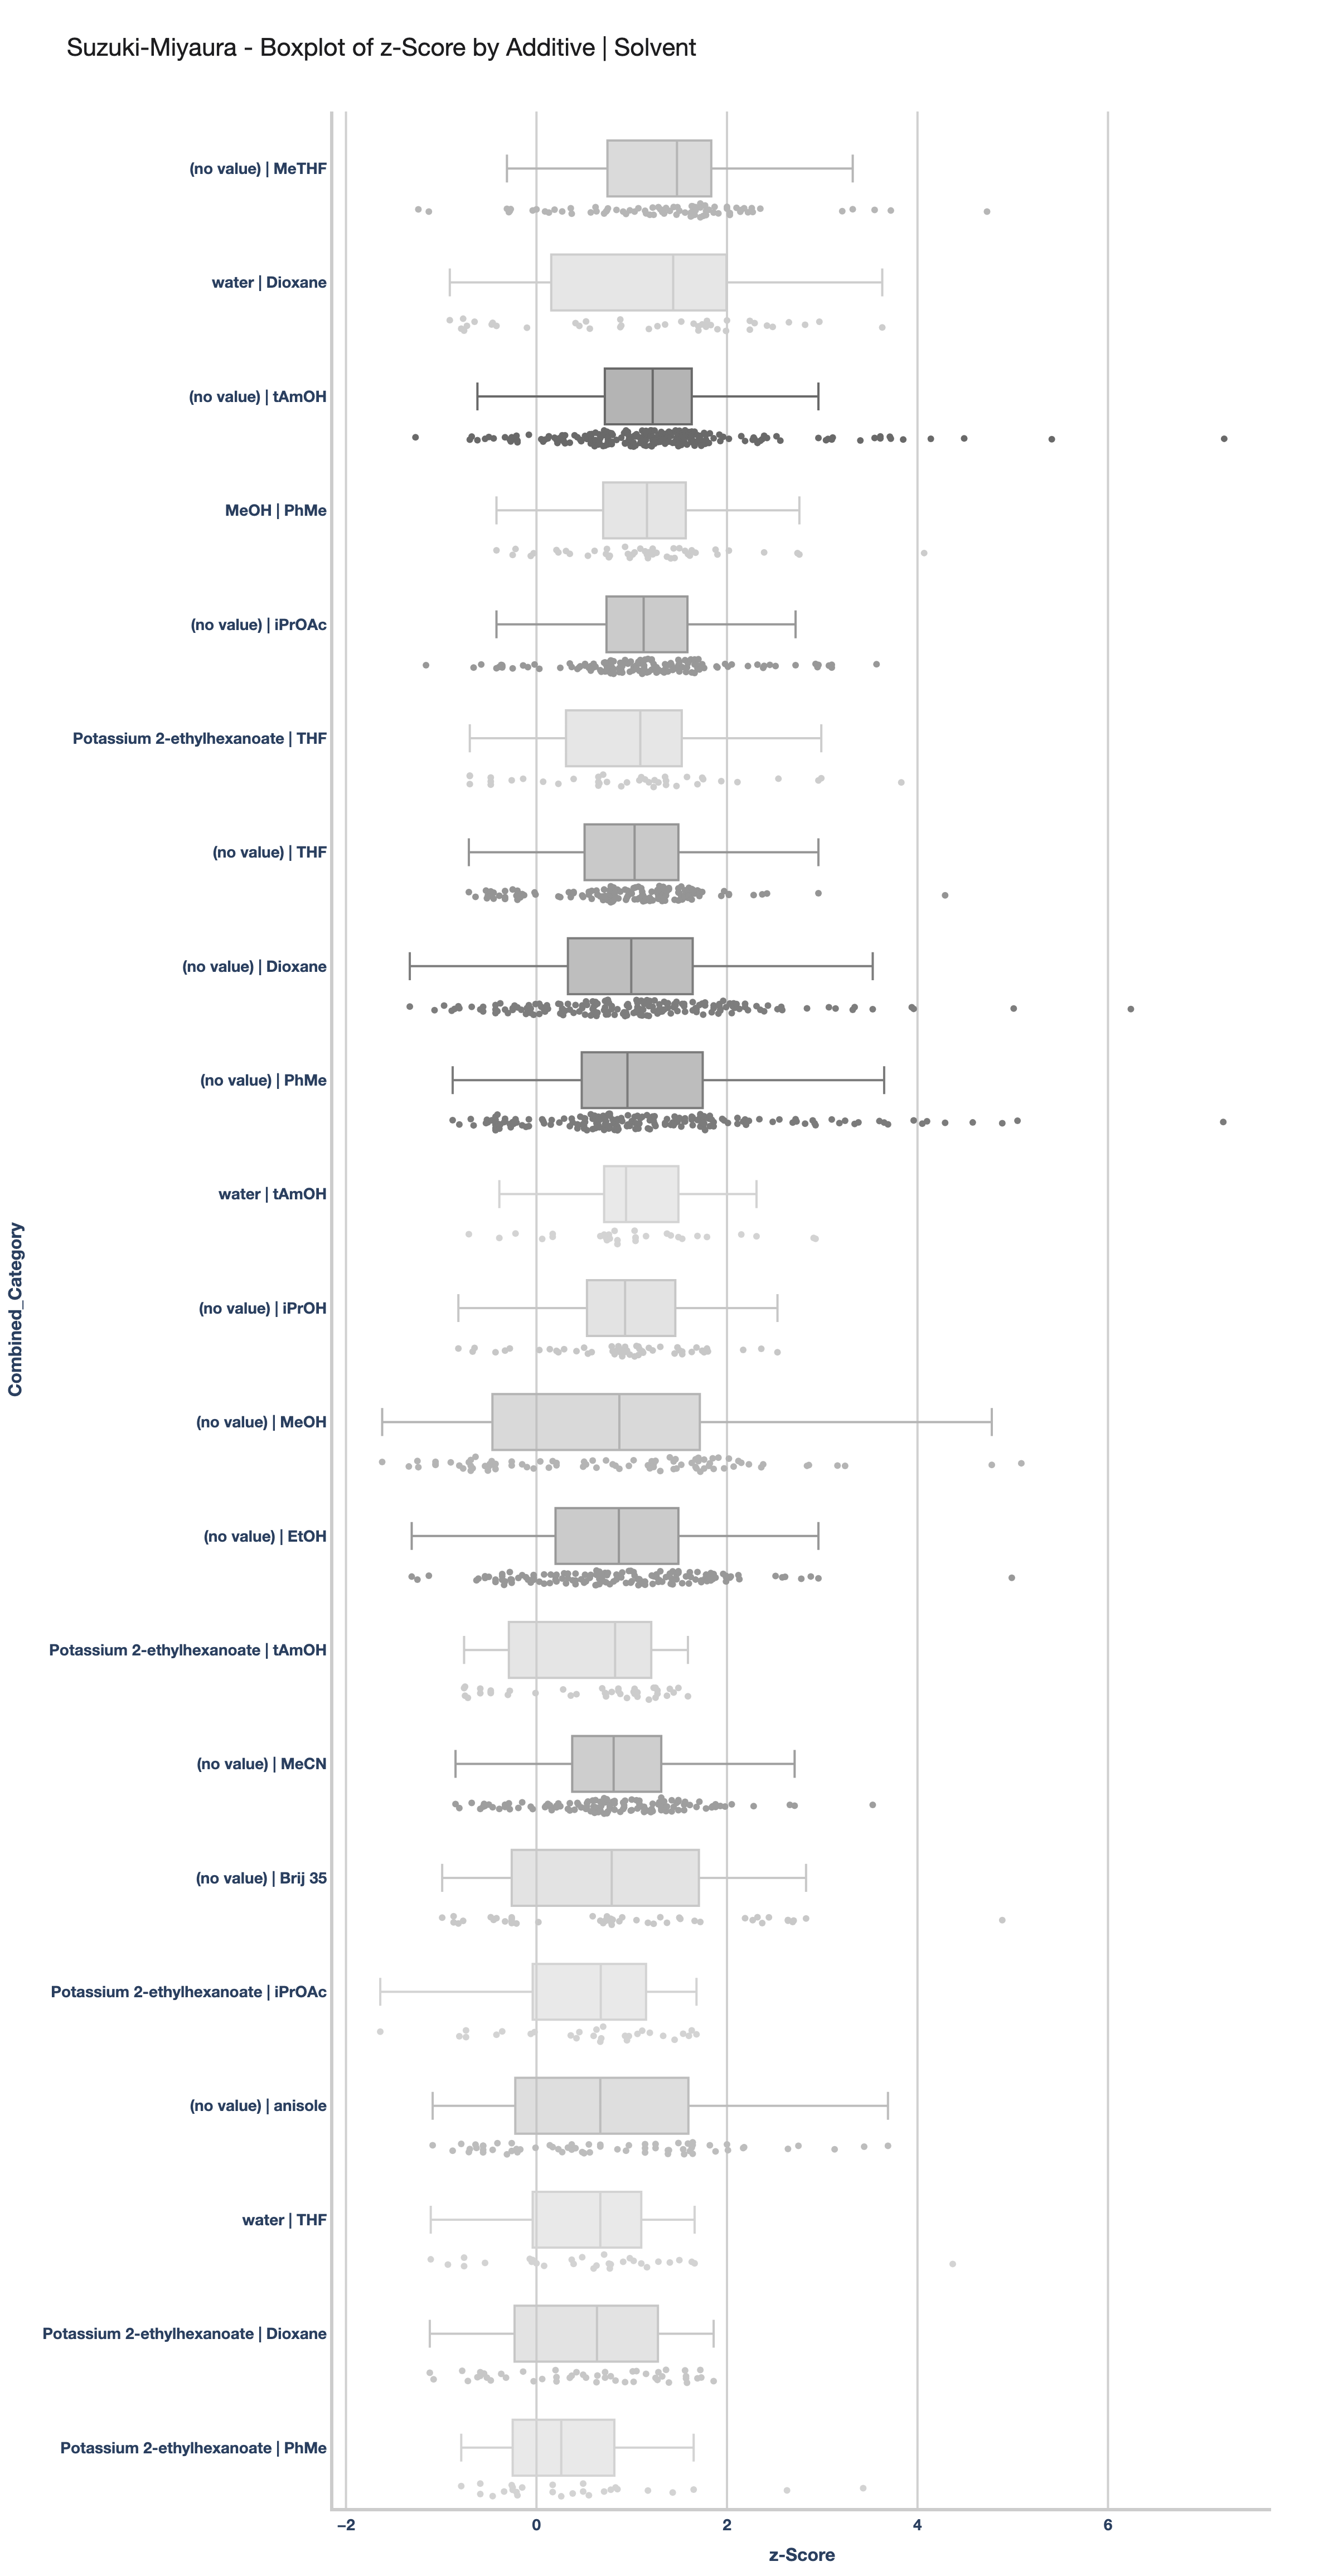 Suzuki-Miyaura - Boxplot of z-Score by Additive | Solvent
(no value) | MeTHF
water | Dioxane
(no value) | tAmOH
MeOH | PhMe
(no value) | iPrOAc
Potassium 2-ethylhexanoate | THF
(no value) | THF
(no value) | Dioxane
(no value) | PhMe
water | tAmOH
(no value) | iPrOH
(no value) | MeOH
(no value) | EtOH
Potassium 2-ethylhexanoate | tAmOH
(no value) | MeCN
(no value) | Brij 35
Potassium 2-ethylhexanoate | iPrOAc
(no value) | anisole
water | THF
Potassium 2-ethylhexanoate | Dioxane
Potassium 2-ethylhexanoate | PhMe
Combined_Category
−2 0 2 4 6
z-Score